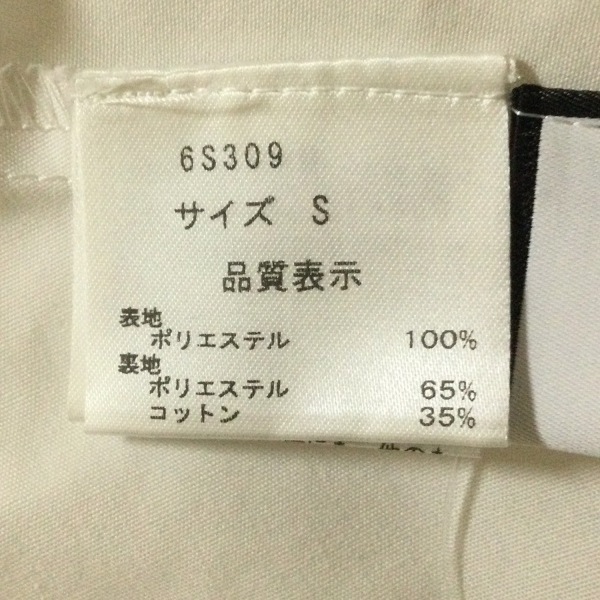 6S309
サイズ S
品質表示
表地
ポリエステル 100%
裏地
ポリエステル 65%
コットン 35%